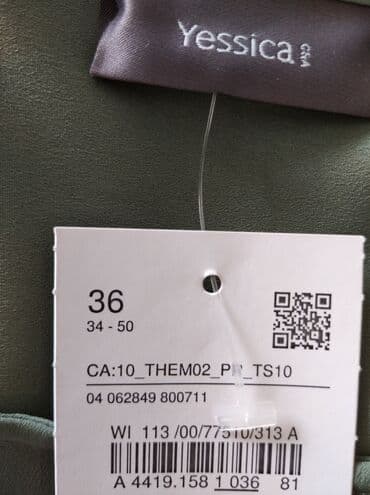 Yessica C&A
36
34 - 50
CA:10_THEM02_PR_TS10
04 062849 800711
WI 113 /00/77510/313 A
A 4419.158 1 036 81